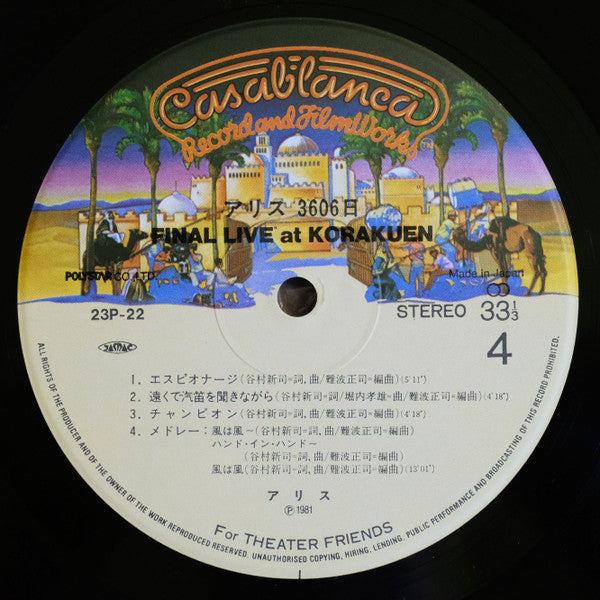 Casablanca
Record and FilmWorks
アリス 3606日
FINAL LIVE at KORAKUEN
POLYSTAR CO., LTD.
Made in Japan
23P-22
STEREO 33 1/3
JASRAC
4
1. エスピオナージ(谷村新司=詞,曲/難波正司=編曲)(5'11")
2. 遠くで汽笛を聞きながら(谷村新司=詞/堀内孝雄=曲/難波正司=編曲)(4'18")
3. チャンピオン(谷村新司=詞,曲/難波正司=編曲)(4'18")
4. メドレー:風は風~(谷村新司=詞,曲/難波正司=編曲)
ハンド・イン・ハンド~
(谷村新司=詞,曲/難波正司=編曲)
風は風(谷村新司=詞,曲/難波正司=編曲)(13'01")
アリス
Ⓟ1981
For THEATER FRIENDS
ALL RIGHTS OF THE PRODUCER AND OF THE OWNER OF THE WORK REPRODUCED RESERVED. UNAUTHORISED COPYING, HIRING, LENDING, PUBLIC PERFORMANCE AND BROADCASTING OF THIS RECORD PROHIBITED.